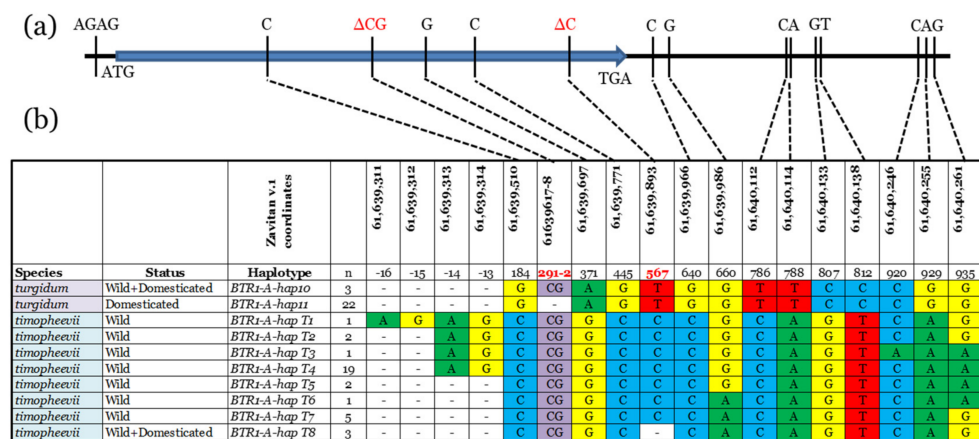 (a)
AGAG C ΔCG G C ΔC C G CA GT CAG
ATG TGA
(b)
Zavitan v.1 coordinates 61,639,311 61,639,312 61,639,313 61,639,314 61,639,510 61639617-8 61,639,697 61,639,771 61,639,893 61,639,966 61,639,986 61,640,112 61,640,114 61,640,133 61,640,138 61,640,246 61,640,255 61,640,261
Species Status Haplotype n -16 -15 -14 -13 184 291-2 371 445 567 640 660 786 788 807 812 920 929 935
turgidum Wild+Domesticated BTR1-A-hap10 3 - - - - G CG A G T G G T T C C C G G
turgidum Domesticated BTR1-A-hap11 22 - - - - G - A G T G G T T C C C G G
timopheevii Wild BTR1-A-hap T1 1 A G A G C CG G C C C G C A G T C A G
timopheevii Wild BTR1-A-hap T2 2 - - A G C CG G C C C G C A G T C A G
timopheevii Wild BTR1-A-hap T3 1 - - A G C CG G C C C G C A G T A A A
timopheevii Wild BTR1-A-hap T4 19 - - A G C CG G C C C G C A G T C A A
timopheevii Wild BTR1-A-hap T5 2 - - - - C CG G C C C G C A G T C A A
timopheevii Wild BTR1-A-hap T6 1 - - - - C CG G C C C A C A G T C A A
timopheevii Wild BTR1-A-hap T7 5 - - - - C CG G C C C A C A G T C A G
timopheevii Wild+Domesticated BTR1-A-hap T8 3 - - - - C CG G C - C A C A G T C A A